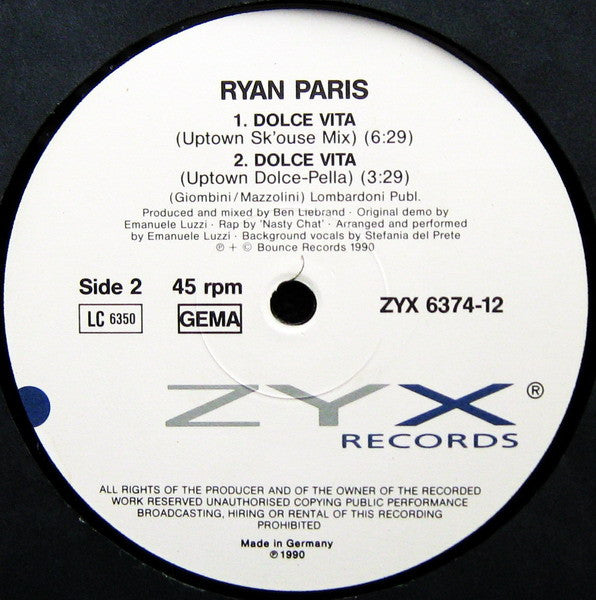 RYAN PARIS
1. DOLCE VITA
(Uptown Sk'ouse Mix) (6:29)
2. DOLCE VITA
(Uptown Dolce-Pella) (3:29)
(Giombini/Mazzolini) Lombardoni Publ.
Produced and mixed by Ben Liebrand · Original demo by
Emanuele Luzzi · Rap by 'Nasty Chat' · Arranged and performed
by Emanuele Luzzi · Background vocals by Stefania del Prete
℗ + © Bounce Records 1990
Side 2 45 rpm
LC 6350 GEMA ZYX 6374-12
ZYX ®
RECORDS
ALL RIGHTS OF THE PRODUCER AND OF THE OWNER OF THE RECORDED
WORK RESERVED UNAUTHORISED COPYING PUBLIC PERFORMANCE
BROADCASTING, HIRING OR RENTAL OF THIS RECORDING
PROHIBITED
Made in Germany
℗ 1990